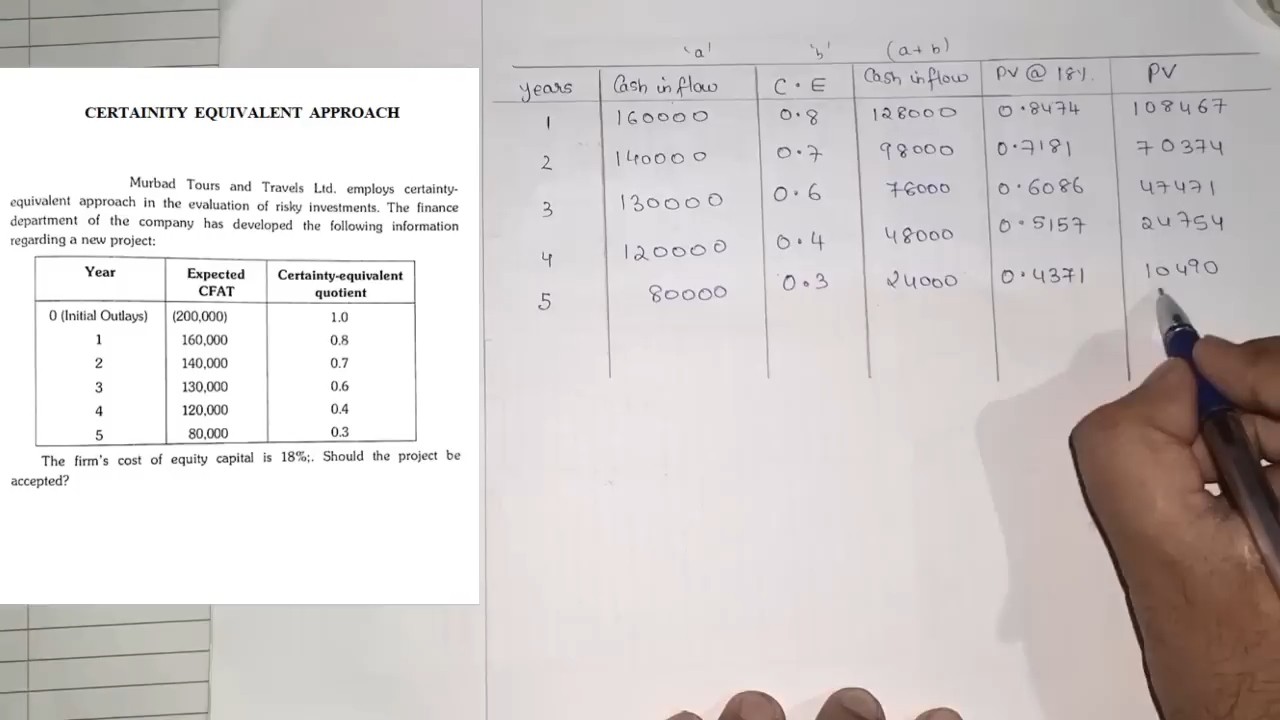 CERTAINITY EQUIVALENT APPROACH
Murbad Tours and Travels Ltd. employs certainty-
equivalent approach in the evaluation of risky investments. The finance
department of the company has developed the following information
regarding a new project:
Year Expected CFAT Certainty-equivalent quotient
0 (Initial Outlays) (200,000) 1.0
1 160,000 0.8
2 140,000 0.7
3 130,000 0.6
4 120,000 0.4
5 80,000 0.3
The firm's cost of equity capital is 18%;. Should the project be
accepted?
'a' 'b' (a+b)
years Cash inflow C.E Cash inflow PV @ 18%. PV
1 160000 0.8 128000 0.8474 108467
2 140000 0.7 98000 0.7181 70374
3 130000 0.6 78000 0.6086 47471
4 120000 0.4 48000 0.5157 24754
5 80000 0.3 24000 0.4371 10490